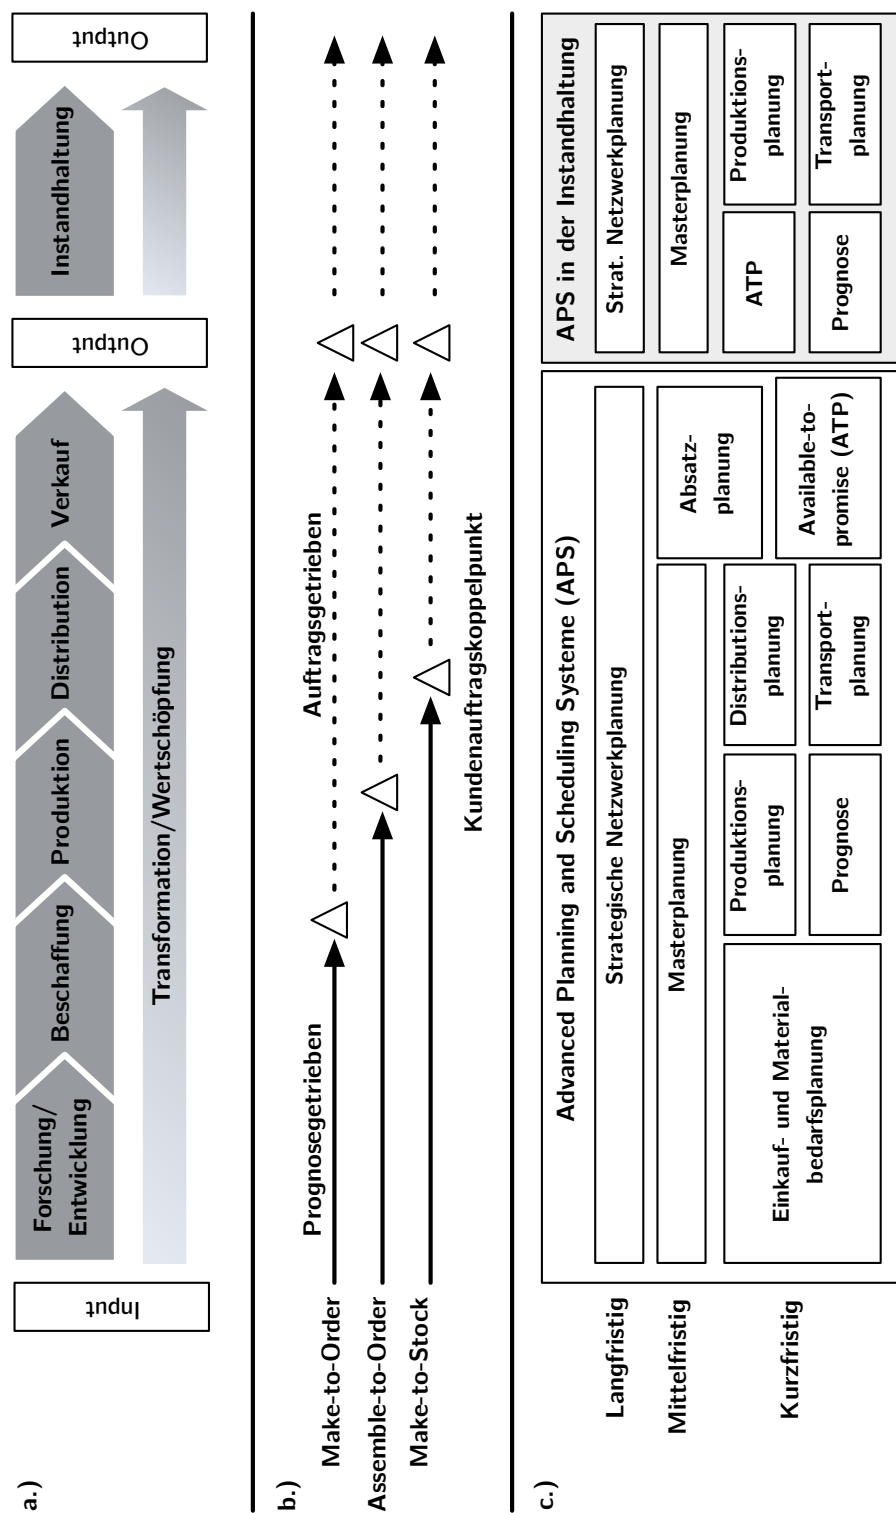 a.)
Input
Forschung/
Entwicklung
Beschaffung
Produktion
Distribution
Verkauf
Output
Instandhaltung
Output
Transformation/Wertschöpfung
b.)
Prognosegetrieben
Auftragsgetrieben
Make-to-Order
Assemble-to-Order
Make-to-Stock
Kundenauftragskoppelpunkt
c.)
Advanced Planning and Scheduling Systeme (APS)
APS in der Instandhaltung
Langfristig
Strategische Netzwerkplanung
Strat. Netzwerkplanung
Mittelfristig
Masterplanung
Absatz-
planung
Masterplanung
Kurzfristig
Einkauf- und Material-
bedarfsplanung
Produktions-
planung
Distributions-
planung
Prognose
Transport-
planung
Available-to-
promise (ATP)
ATP
Produktions-
planung
Prognose
Transport-
planung